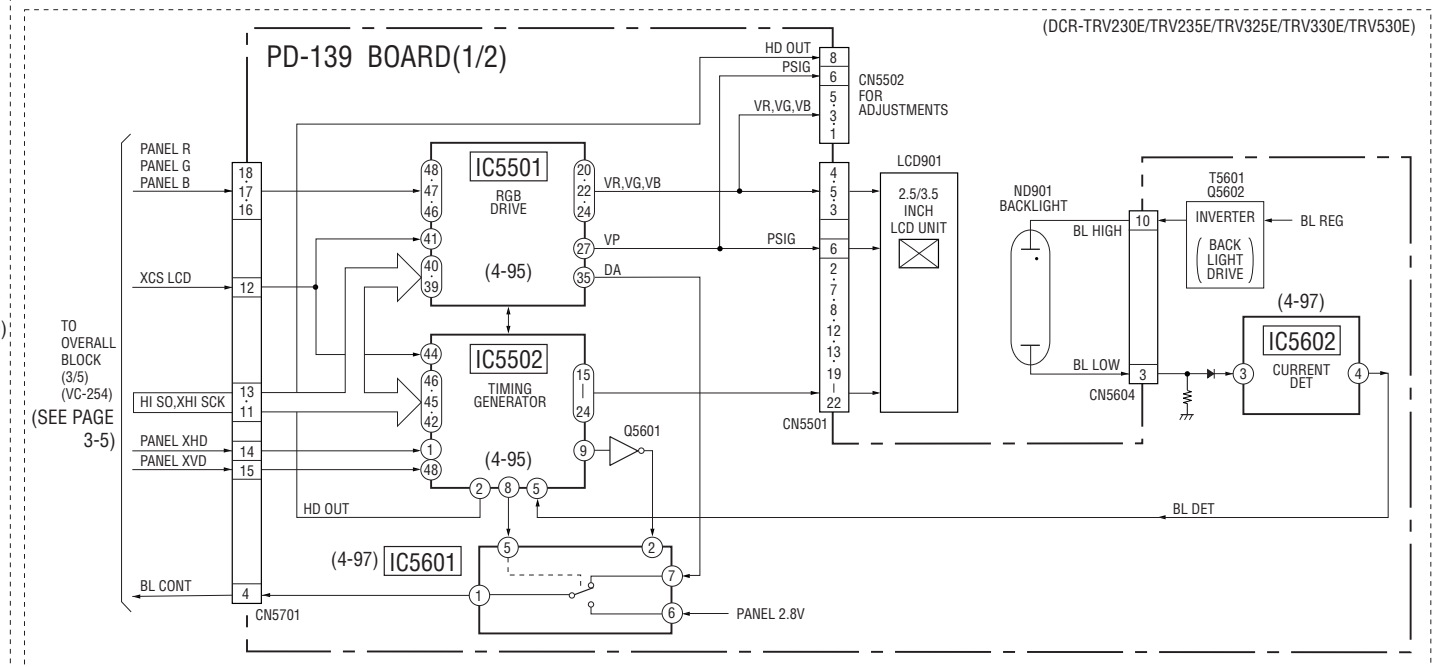 (DCR-TRV230E/TRV235E/TRV325E/TRV330E/TRV530E)
PD-139 BOARD(1/2)
HD OUT
8
PSIG
6
CN5502
FOR
ADJUSTMENTS
5
3
1
VR,VG,VB
PANEL R
PANEL G
PANEL B
18
17
16
48
47
46
IC5501
RGB
DRIVE
20
22
24
VR,VG,VB
4
5
3
LCD901
2.5/3.5
INCH
LCD UNIT
ND901
BACKLIGHT
T5601
Q5602
INVERTER
BACK
LIGHT
DRIVE
BL REG
10
BL HIGH
41
27
VP
PSIG
6
XCS LCD
12
40
39
(4-95)
35
DA
2
7
8
12
13
19
22
CN5501
TO
OVERALL
BLOCK
(3/5)
(VC-254)
(SEE PAGE
3-5)
)
44
IC5502
TIMING
GENERATOR
15
24
46
45
42
HI SO,XHI SCK
13
11
BL LOW
3
CN5604
(4-97)
IC5602
CURRENT
DET
3
4
PANEL XHD
14
1
PANEL XVD
15
48
(4-95)
9
Q5601
2
8
5
HD OUT
BL DET
(4-97)
IC5601
5
2
7
1
6
PANEL 2.8V
BL CONT
4
CN5701